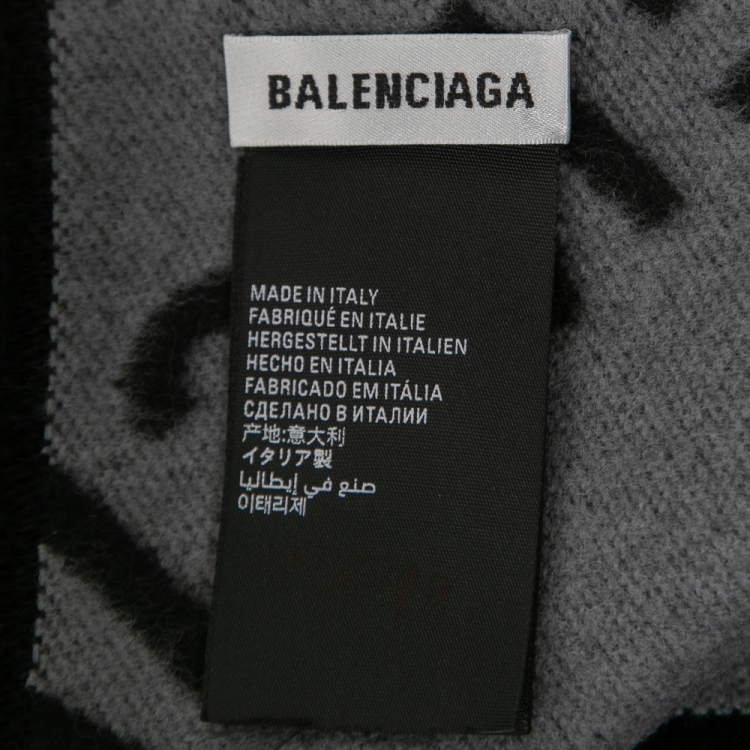 BALENCIAGA
MADE IN ITALY
FABRIQUÉ EN ITALIE
HERGESTELLT IN ITALIEN
HECHO EN ITALIA
FABRICADO EM ITÁLIA
СДЕЛАНО В ИТАЛИИ
产地:意大利
イタリア製
صنع في إيطاليا
이태리제